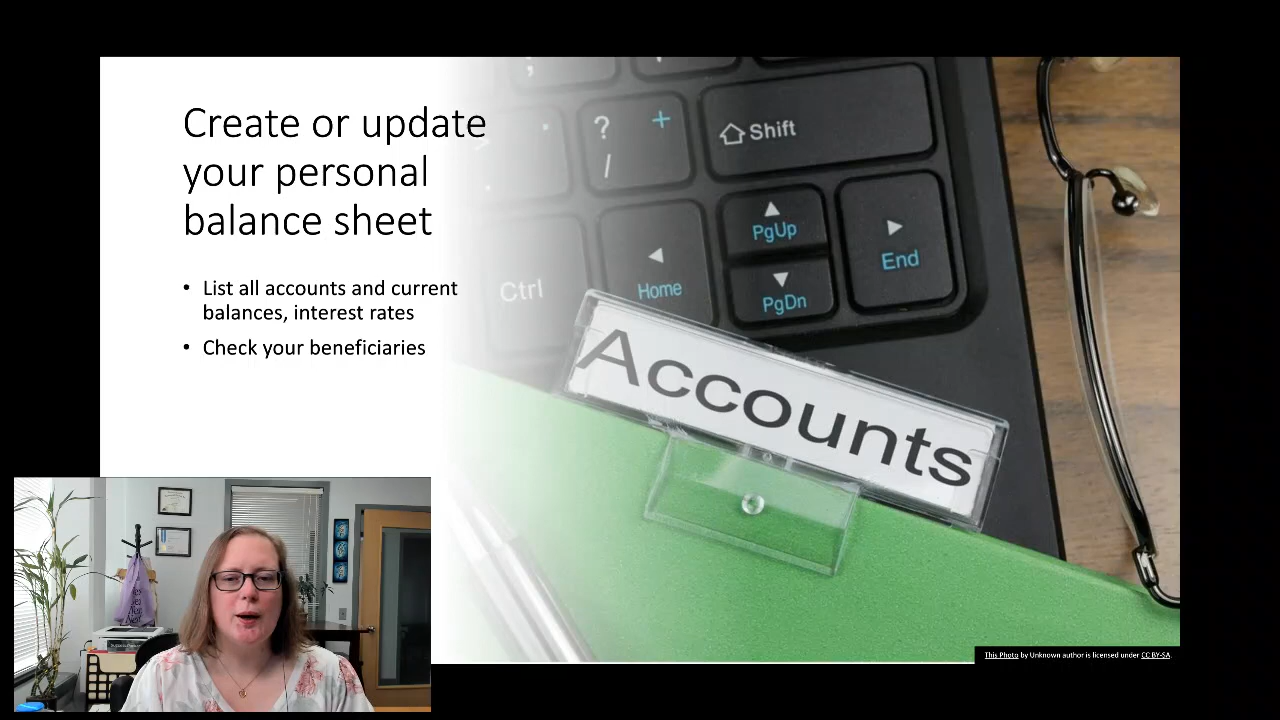 Create or update
your personal
balance sheet
• List all accounts and current
balances, interest rates
• Check your beneficiaries
? +
/
Shift
PgUp
End
Ctrl
Home
PgDn
Accounts
This Photo by Unknown author is licensed under CC BY-SA.